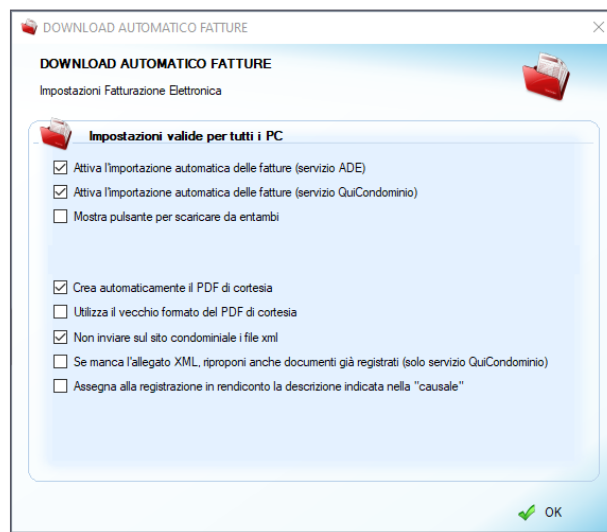 DOWNLOAD AUTOMATICO FATTURE
DOWNLOAD AUTOMATICO FATTURE
Impostazioni Fatturazione Elettronica
Impostazioni valide per tutti i PC
Attiva l'importazione automatica delle fatture (servizio ADE)
Attiva l'importazione automatica delle fatture (servizio QuiCondominio)
Mostra pulsante per scaricare da entambi
Crea automaticamente il PDF di cortesia
Utilizza il vecchio formato del PDF di cortesia
Non inviare sul sito condominiale i file xml
Se manca l'allegato XML, riproponi anche documenti già registrati (solo servizio QuiCondominio)
Assegna alla registrazione in rendiconto la descrizione indicata nella "causale"
OK